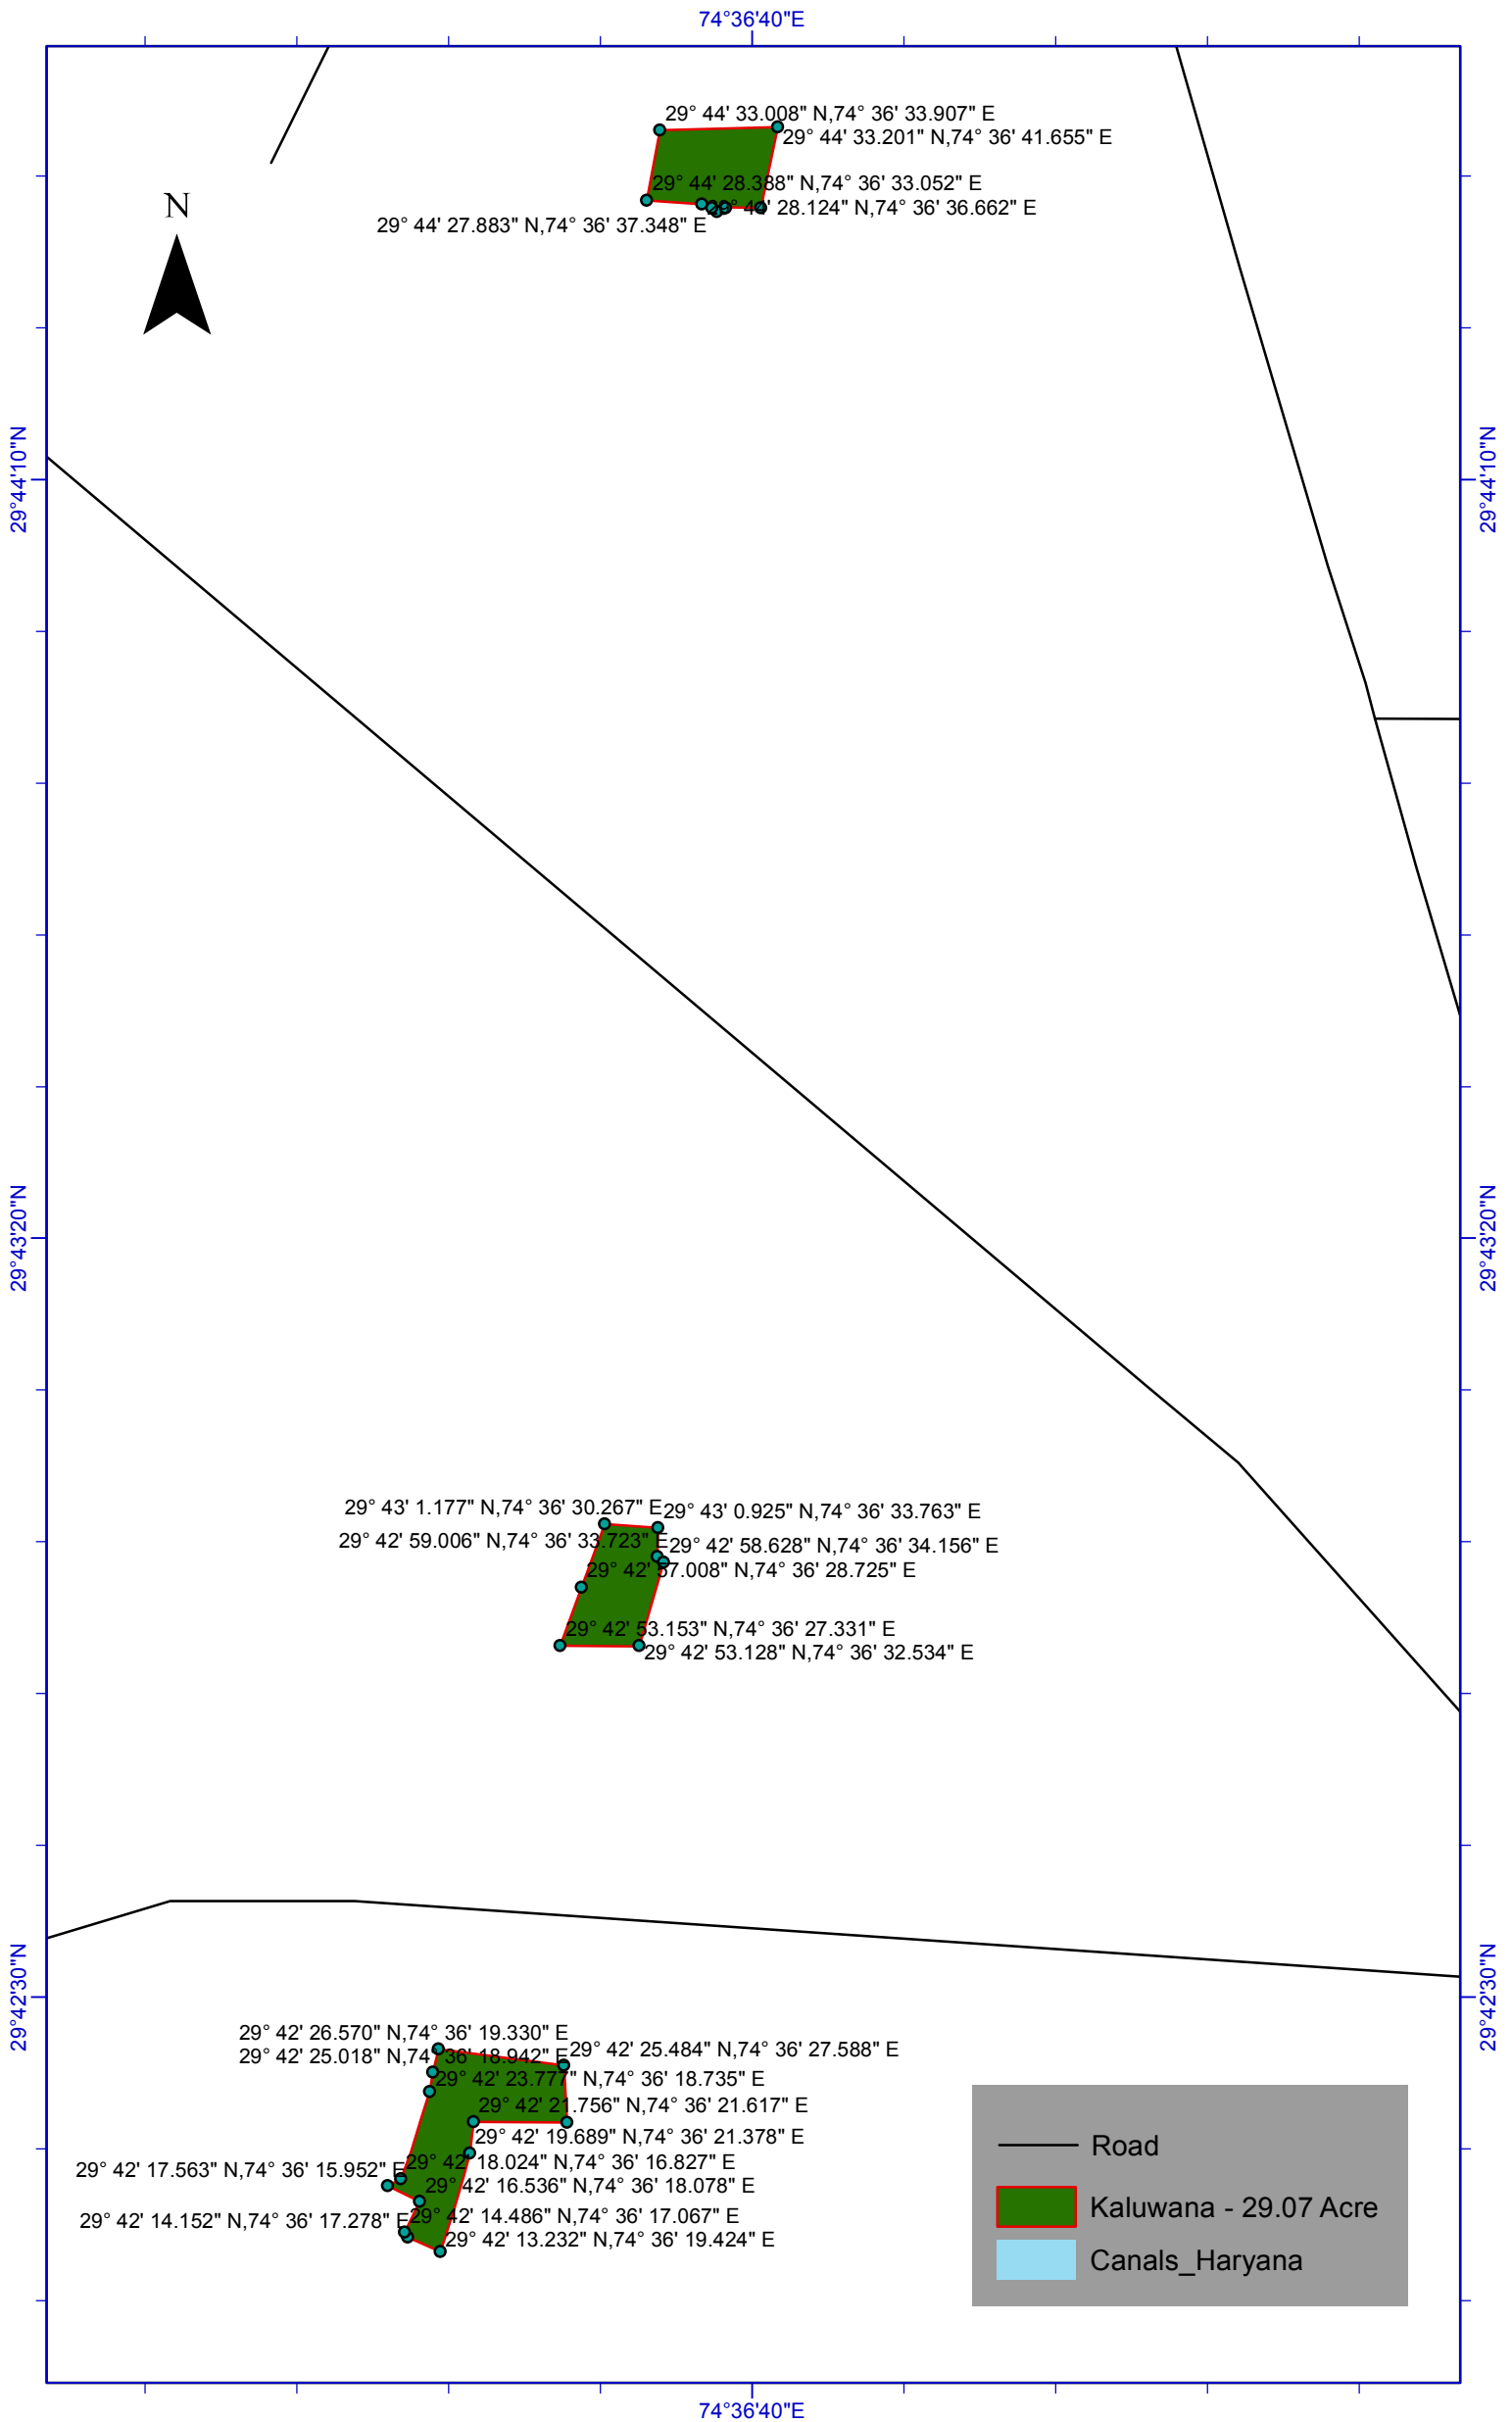 74°36'40"E
29° 44' 33.008" N,74° 36' 33.907" E
29° 44' 33.201" N,74° 36' 41.655" E
29° 44' 28.388" N,74° 36' 33.052" E
29° 44' 28.124" N,74° 36' 36.662" E
29° 44' 27.883" N,74° 36' 37.348" E
N
29°44'10"N
29°44'10"N
29°43'20"N
29°43'20"N
29° 43' 1.177" N,74° 36' 30.267" E
29° 43' 0.925" N,74° 36' 33.763" E
29° 42' 59.006" N,74° 36' 33.723" E
29° 42' 58.628" N,74° 36' 34.156" E
29° 42' 57.008" N,74° 36' 28.725" E
29° 42' 53.153" N,74° 36' 27.331" E
29° 42' 53.128" N,74° 36' 32.534" E
29°42'30"N
29°42'30"N
29° 42' 26.570" N,74° 36' 19.330" E
29° 42' 25.484" N,74° 36' 27.588" E
29° 42' 25.018" N,74° 36' 18.942" E
29° 42' 23.777" N,74° 36' 18.735" E
29° 42' 21.756" N,74° 36' 21.617" E
29° 42' 19.689" N,74° 36' 21.378" E
29° 42' 18.024" N,74° 36' 16.827" E
29° 42' 17.563" N,74° 36' 15.952" E
29° 42' 16.536" N,74° 36' 18.078" E
29° 42' 14.486" N,74° 36' 17.067" E
29° 42' 14.152" N,74° 36' 17.278" E
29° 42' 13.232" N,74° 36' 19.424" E
Road
Kaluwana - 29.07 Acre
Canals_Haryana
74°36'40"E